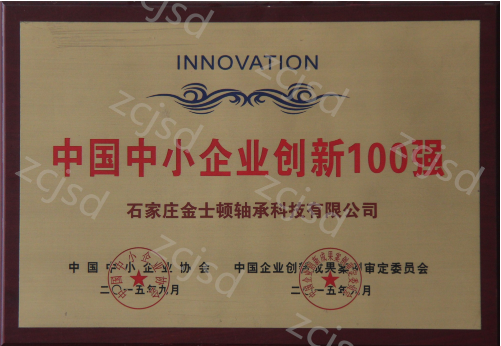 INNOVATION
中国中小企业创新100强
石家庄金士顿轴承科技有限公司
中国中小企业协会 中国企业创新成果案例审定委员会
二〇一五年九月 二〇一五年九月
zcjsd